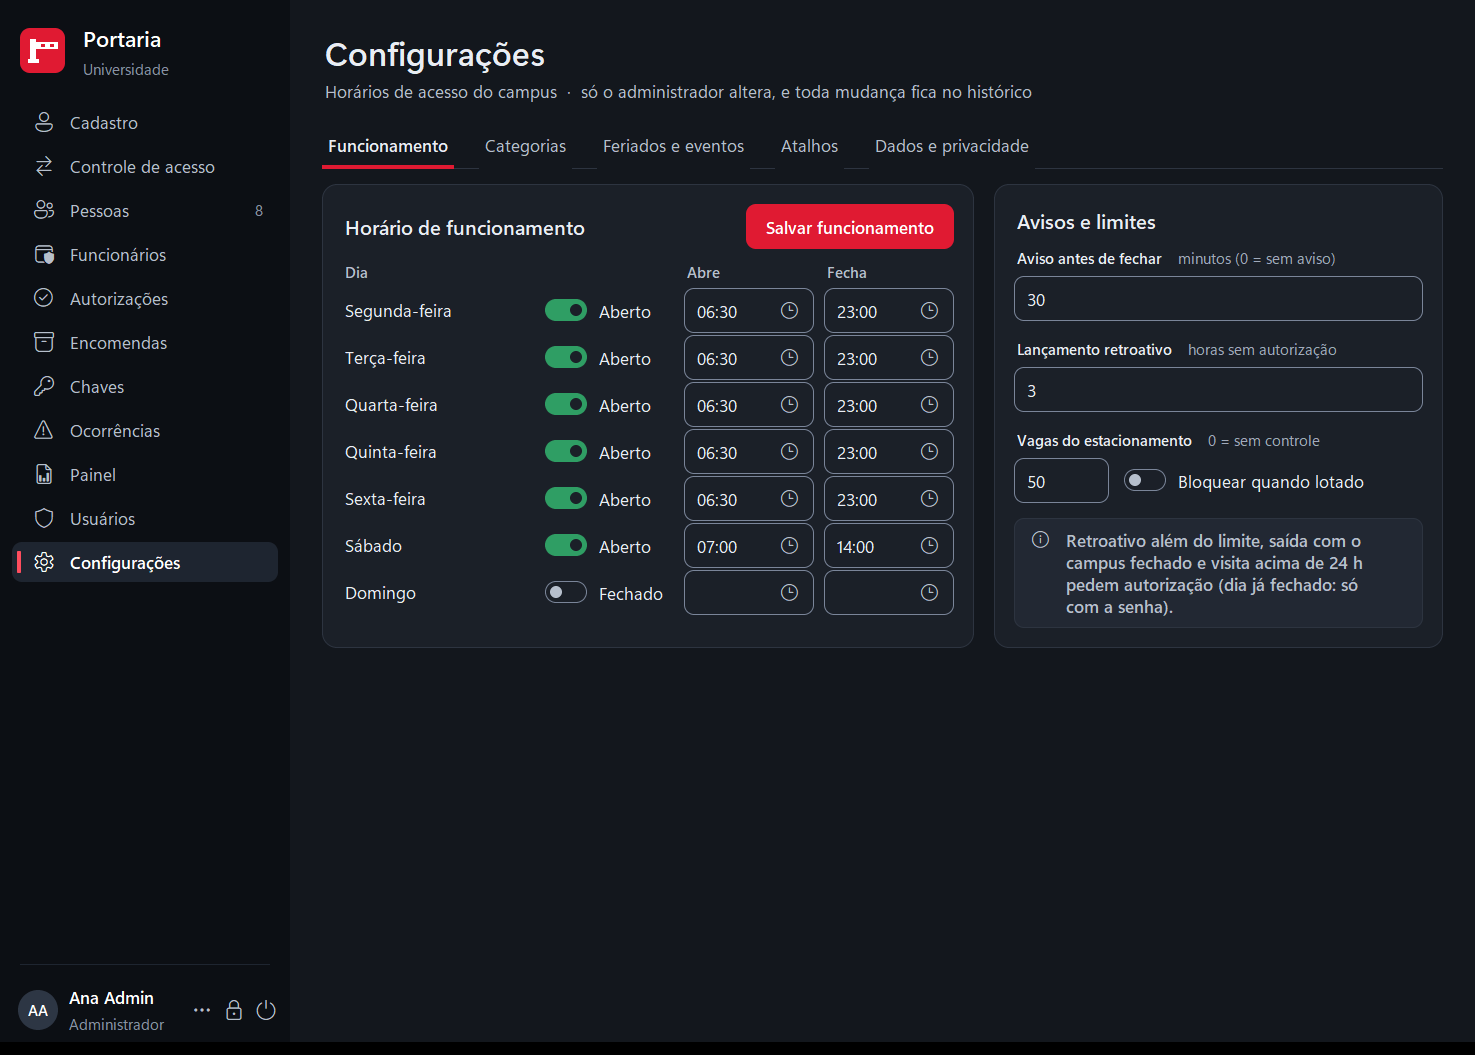 Portaria
Universidade
Cadastro
Controle de acesso
Pessoas 8
Funcionários
Autorizações
Encomendas
Chaves
Ocorrências
Painel
Usuários
Configurações
AA
Ana Admin
Administrador
Configurações
Horários de acesso do campus · só o administrador altera, e toda mudança fica no histórico
Funcionamento Categorias Feriados e eventos Atalhos Dados e privacidade
Horário de funcionamento Salvar funcionamento
Dia Abre Fecha
Segunda-feira Aberto 06:30 23:00
Terça-feira Aberto 06:30 23:00
Quarta-feira Aberto 06:30 23:00
Quinta-feira Aberto 06:30 23:00
Sexta-feira Aberto 06:30 23:00
Sábado Aberto 07:00 14:00
Domingo Fechado
Avisos e limites
Aviso antes de fechar minutos (0 = sem aviso)
30
Lançamento retroativo horas sem autorização
3
Vagas do estacionamento 0 = sem controle
50 Bloquear quando lotado
Retroativo além do limite, saída com o
campus fechado e visita acima de 24 h
pedem autorização (dia já fechado: só
com a senha).